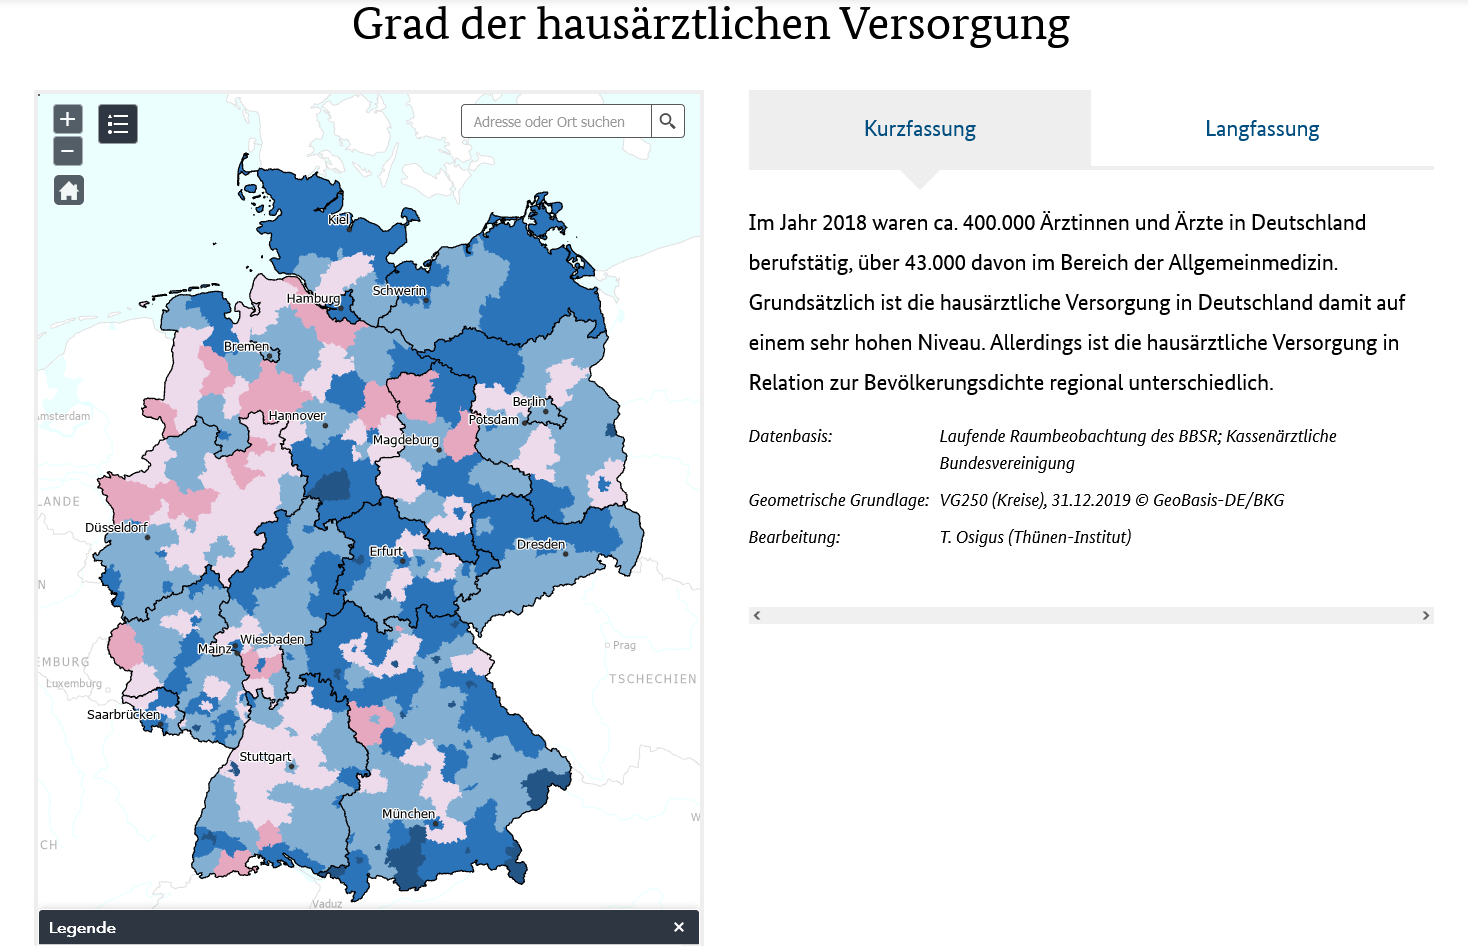 Grad der hausärztlichen Versorgung
+
−
Adresse oder Ort suchen
Kiel
Schwerin
Hamburg
Bremen
Berlin
Amsterdam
Hannover
Potsdam
Magdeburg
LANDE
Düsseldorf
Erfurt
Dresden
N
Wiesbaden
Mainz
Prag
EMBURG
TSCHECHIEN
Luxemburg
Saarbrücken
Stuttgart
München
W
CH
Vaduz
Legende
×
Kurzfassung
Langfassung
Im Jahr 2018 waren ca. 400.000 Ärztinnen und Ärzte in Deutschland
berufstätig, über 43.000 davon im Bereich der Allgemeinmedizin.
Grundsätzlich ist die hausärztliche Versorgung in Deutschland damit auf
einem sehr hohen Niveau. Allerdings ist die hausärztliche Versorgung in
Relation zur Bevölkerungsdichte regional unterschiedlich.
Datenbasis: Laufende Raumbeobachtung des BBSR; Kassenärztliche
Bundesvereinigung
Geometrische Grundlage: VG250 (Kreise), 31.12.2019 © GeoBasis-DE/BKG
Bearbeitung: T. Osigus (Thünen-Institut)